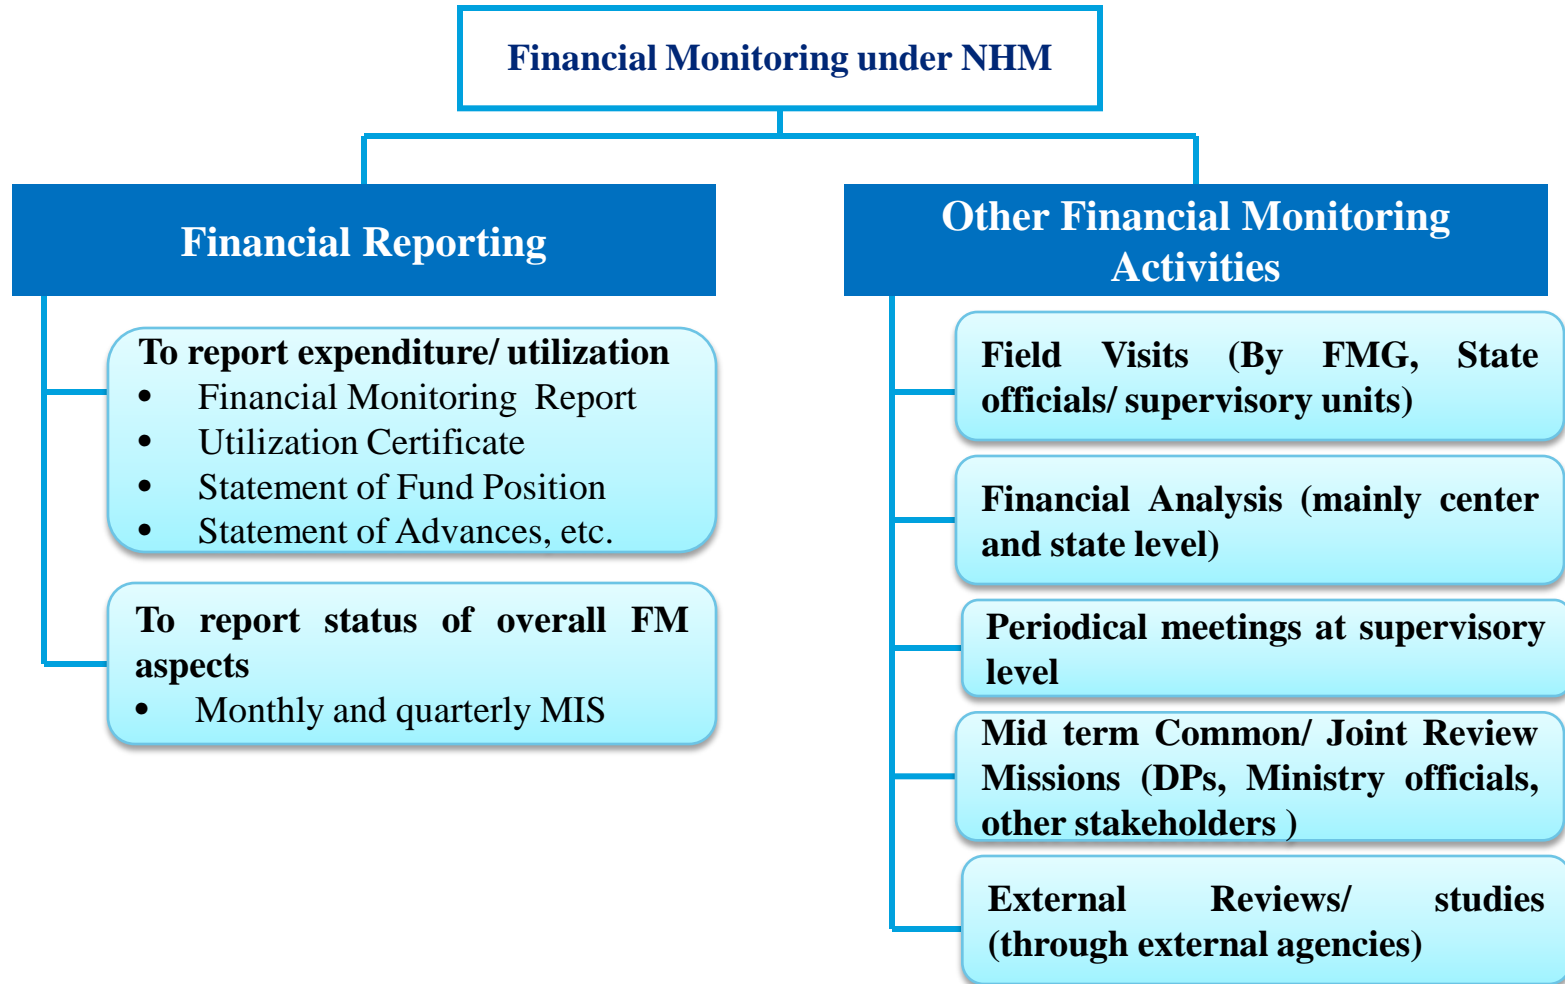 Financial Monitoring under NHM
Financial Reporting
To report expenditure/ utilization
• Financial Monitoring Report
• Utilization Certificate
• Statement of Fund Position
• Statement of Advances, etc.
To report status of overall FM
aspects
• Monthly and quarterly MIS
Other Financial Monitoring
Activities
Field Visits (By FMG, State
officials/ supervisory units)
Financial Analysis (mainly center
and state level)
Periodical meetings at supervisory
level
Mid term Common/ Joint Review
Missions (DPs, Ministry officials,
other stakeholders )
External Reviews/ studies
(through external agencies)